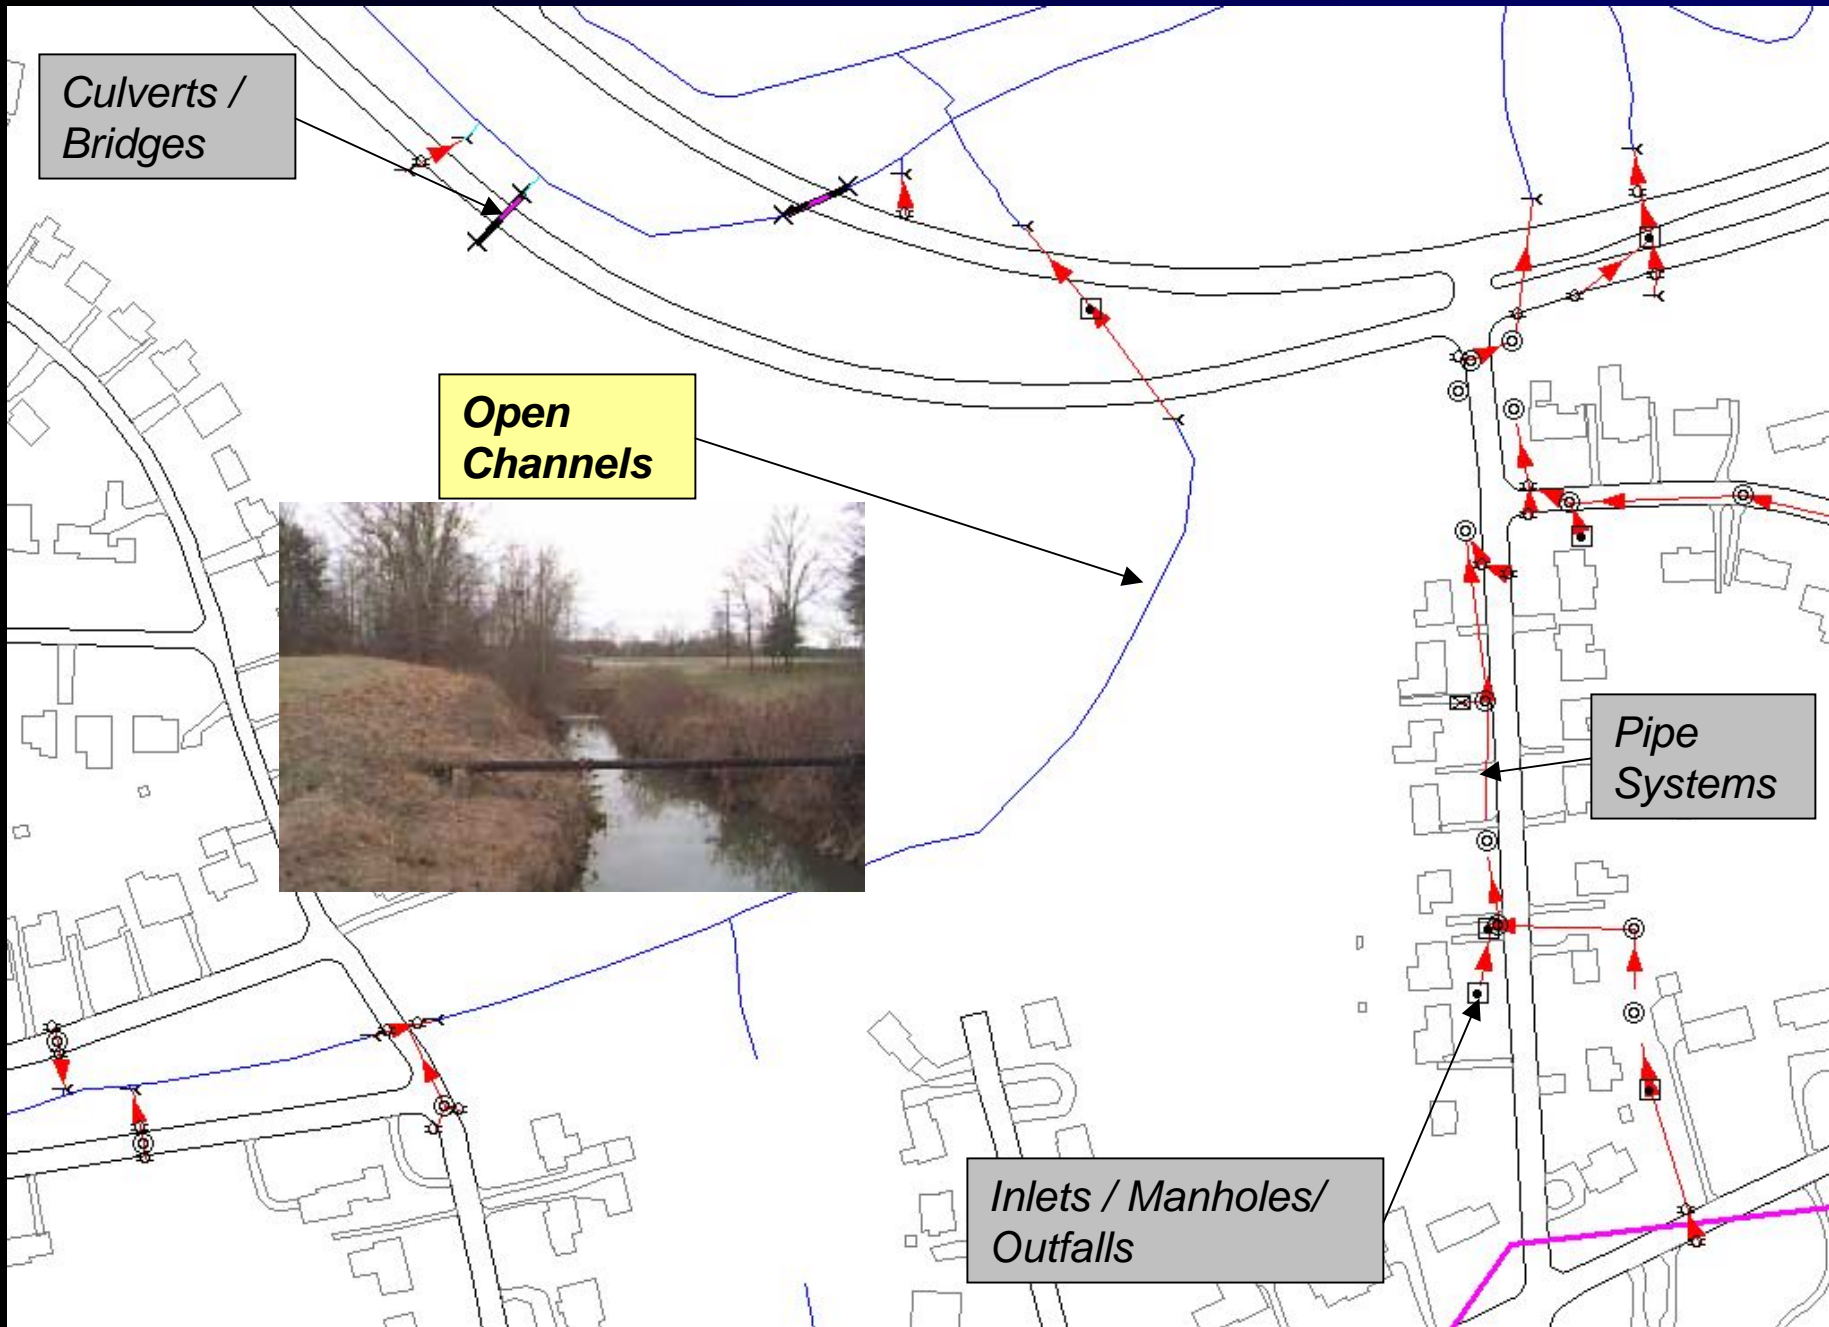 Culverts /
Bridges
Open
Channels
Pipe
Systems
Inlets / Manholes/
Outfalls